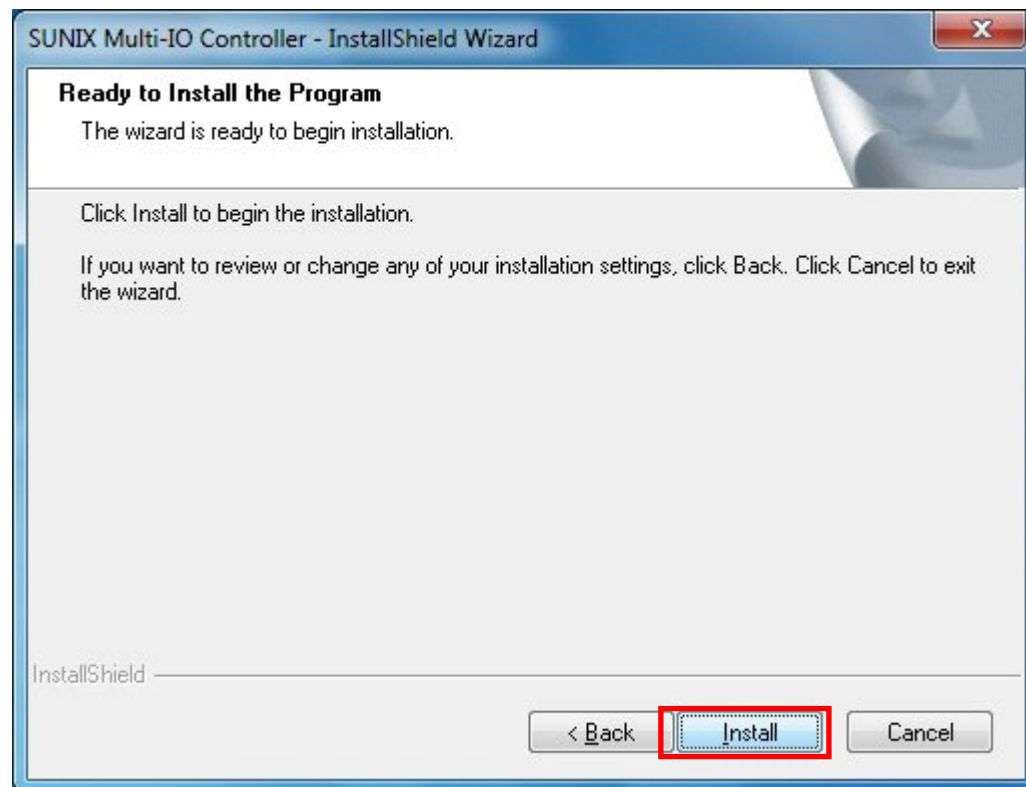 SUNIX Multi-IO Controller - InstallShield Wizard
Ready to Install the Program
The wizard is ready to begin installation.
Click Install to begin the installation.
If you want to review or change any of your installation settings, click Back. Click Cancel to exit
the wizard.
InstallShield
< Back
Install
Cancel